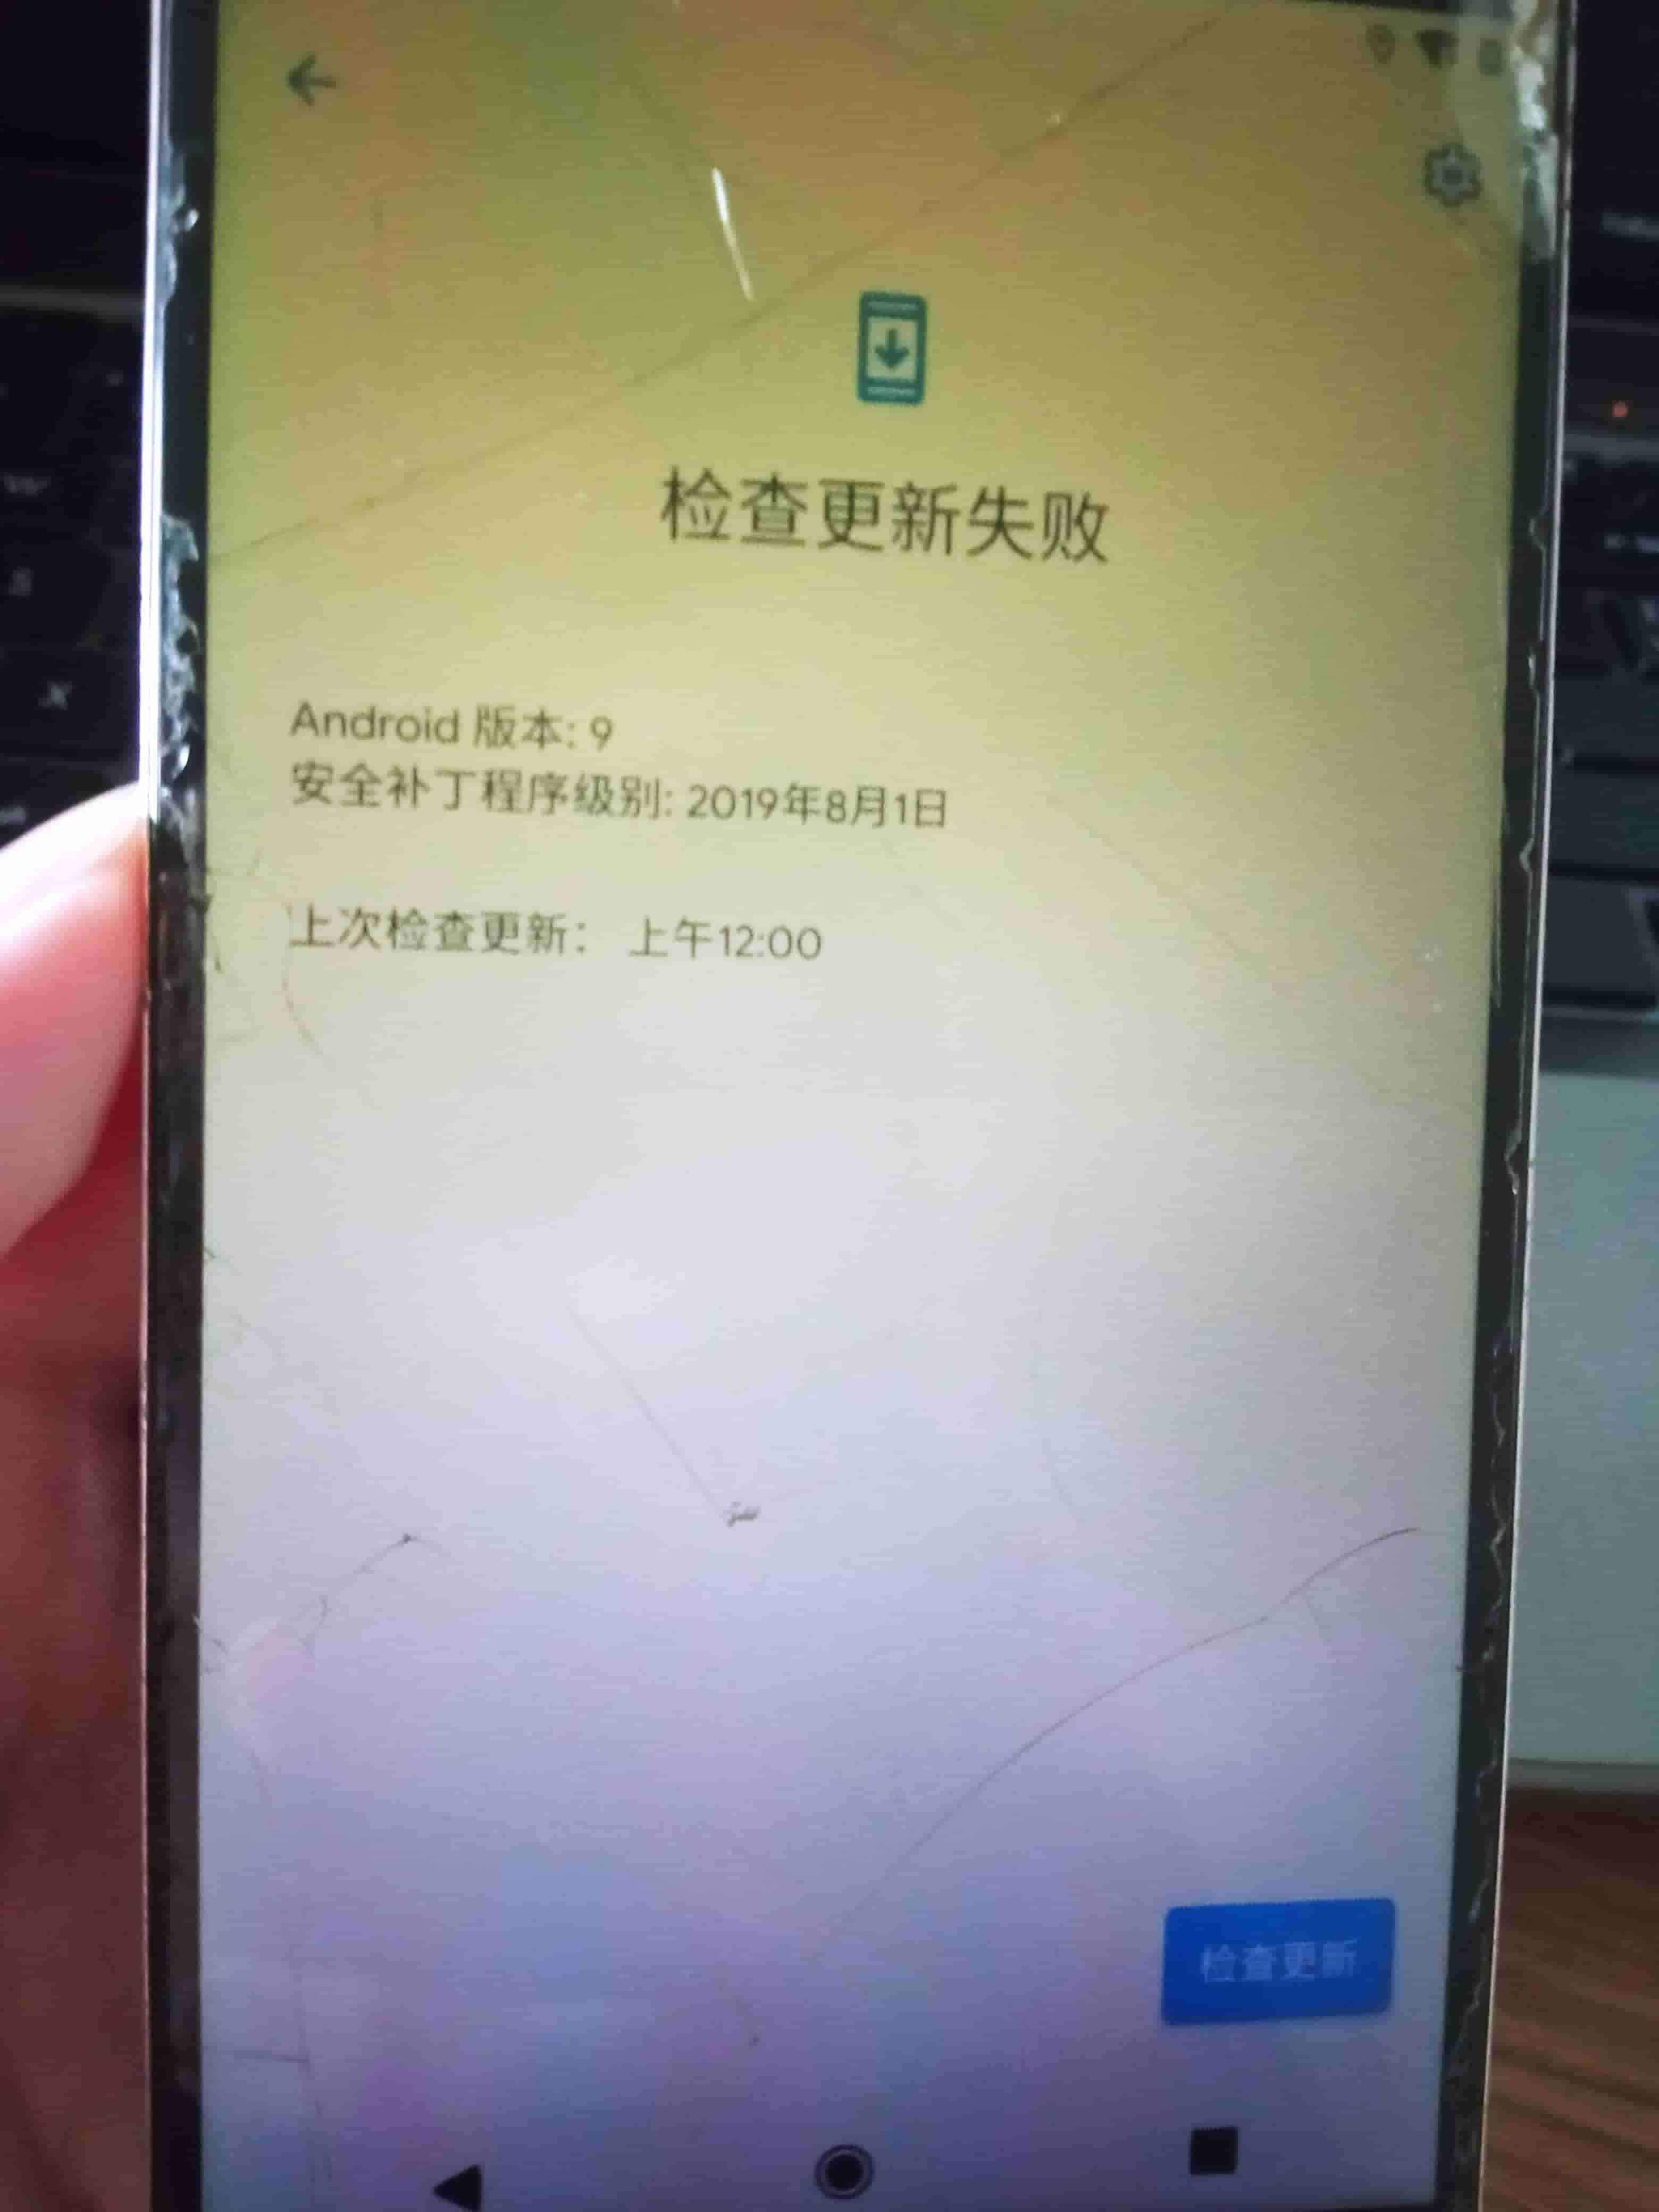 检查更新失败
Android 版本: 9
安全补丁程序级别: 2019年8月1日
上次检查更新： 上午12:00
检查更新